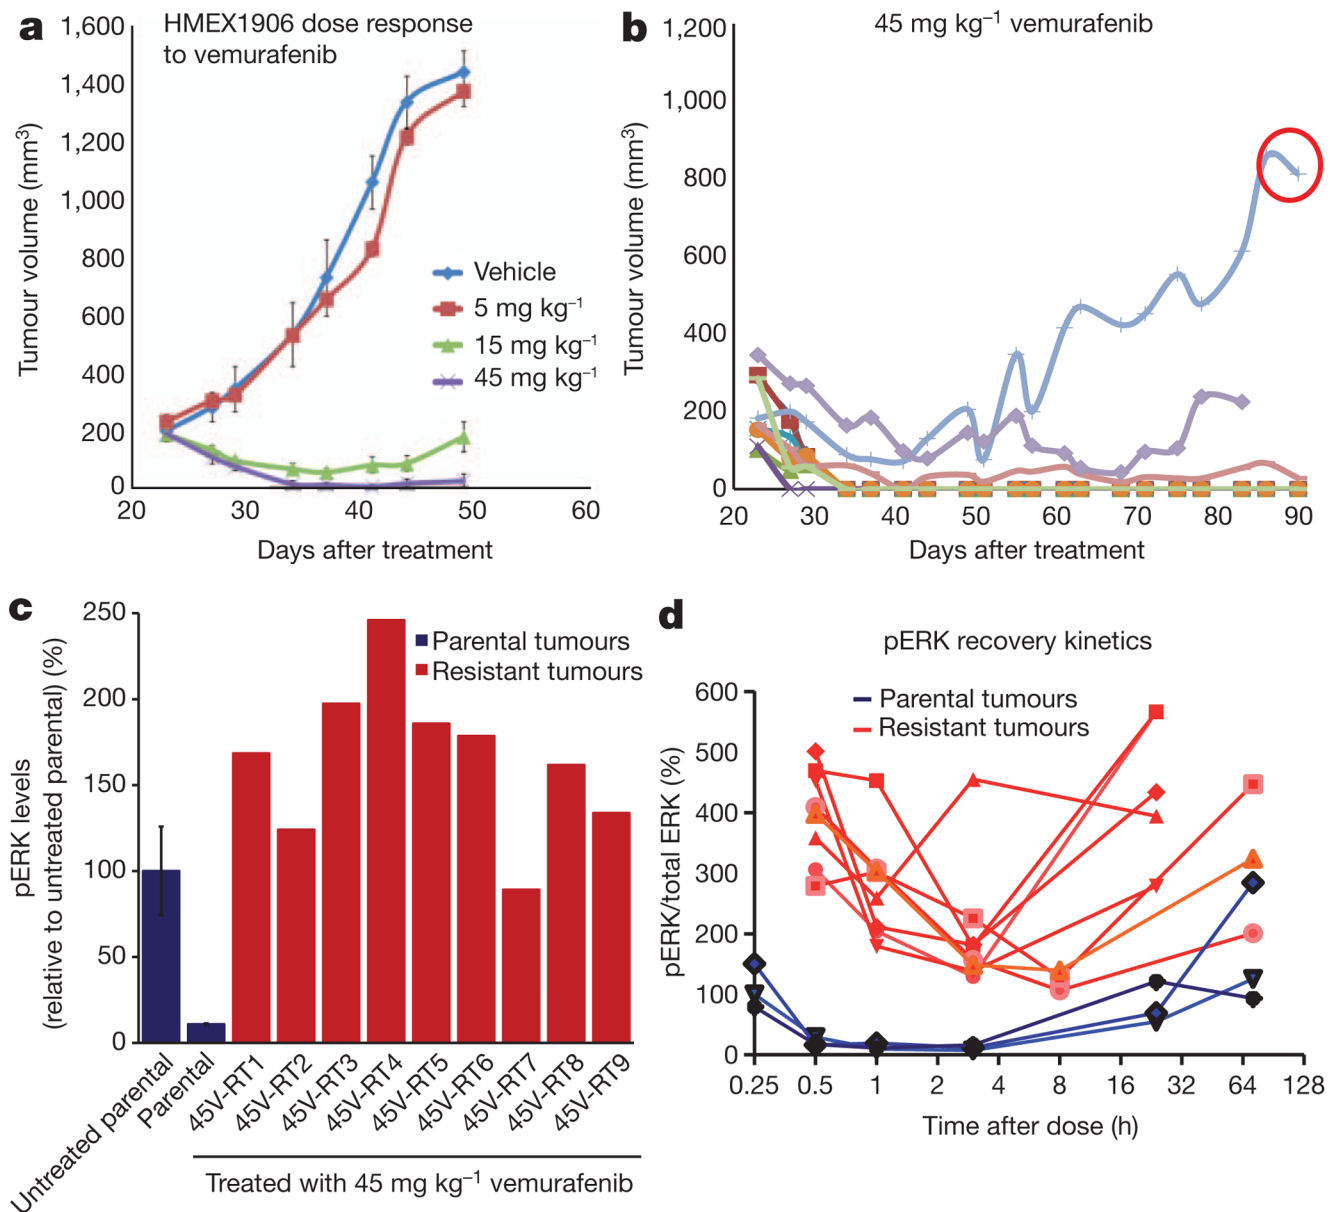 a
HMEX1906 dose response
to vemurafenib
Tumour volume (mm³)
1,600
1,400
1,200
1,000
800
600
400
200
0
20 30 40 50 60
Days after treatment
Vehicle
5 mg kg⁻¹
15 mg kg⁻¹
45 mg kg⁻¹
b
45 mg kg⁻¹ vemurafenib
Tumour volume (mm³)
1,200
1,000
800
600
400
200
0
20 30 40 50 60 70 80 90
Days after treatment
c
pERK levels
(relative to untreated parental) (%)
250
200
150
100
50
0
Parental tumours
Resistant tumours
Untreated parental
Parental
45V-RT1
45V-RT2
45V-RT3
45V-RT4
45V-RT5
45V-RT6
45V-RT7
45V-RT8
45V-RT9
Treated with 45 mg kg⁻¹ vemurafenib
d
pERK recovery kinetics
pERK/total ERK (%)
600
500
400
300
200
100
0
Parental tumours
Resistant tumours
0.25 0.5 1 2 4 8 16 32 64 128
Time after dose (h)